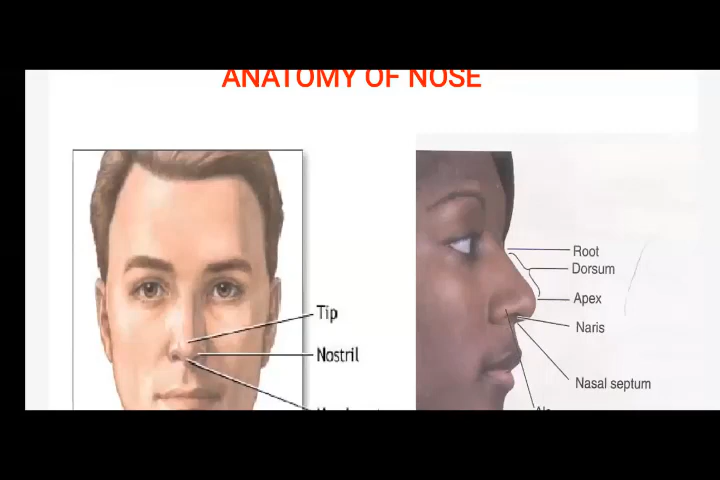 ANATOMY OF NOSE
Tip
Nostril
Root
Dorsum
Apex
Naris
Nasal septum